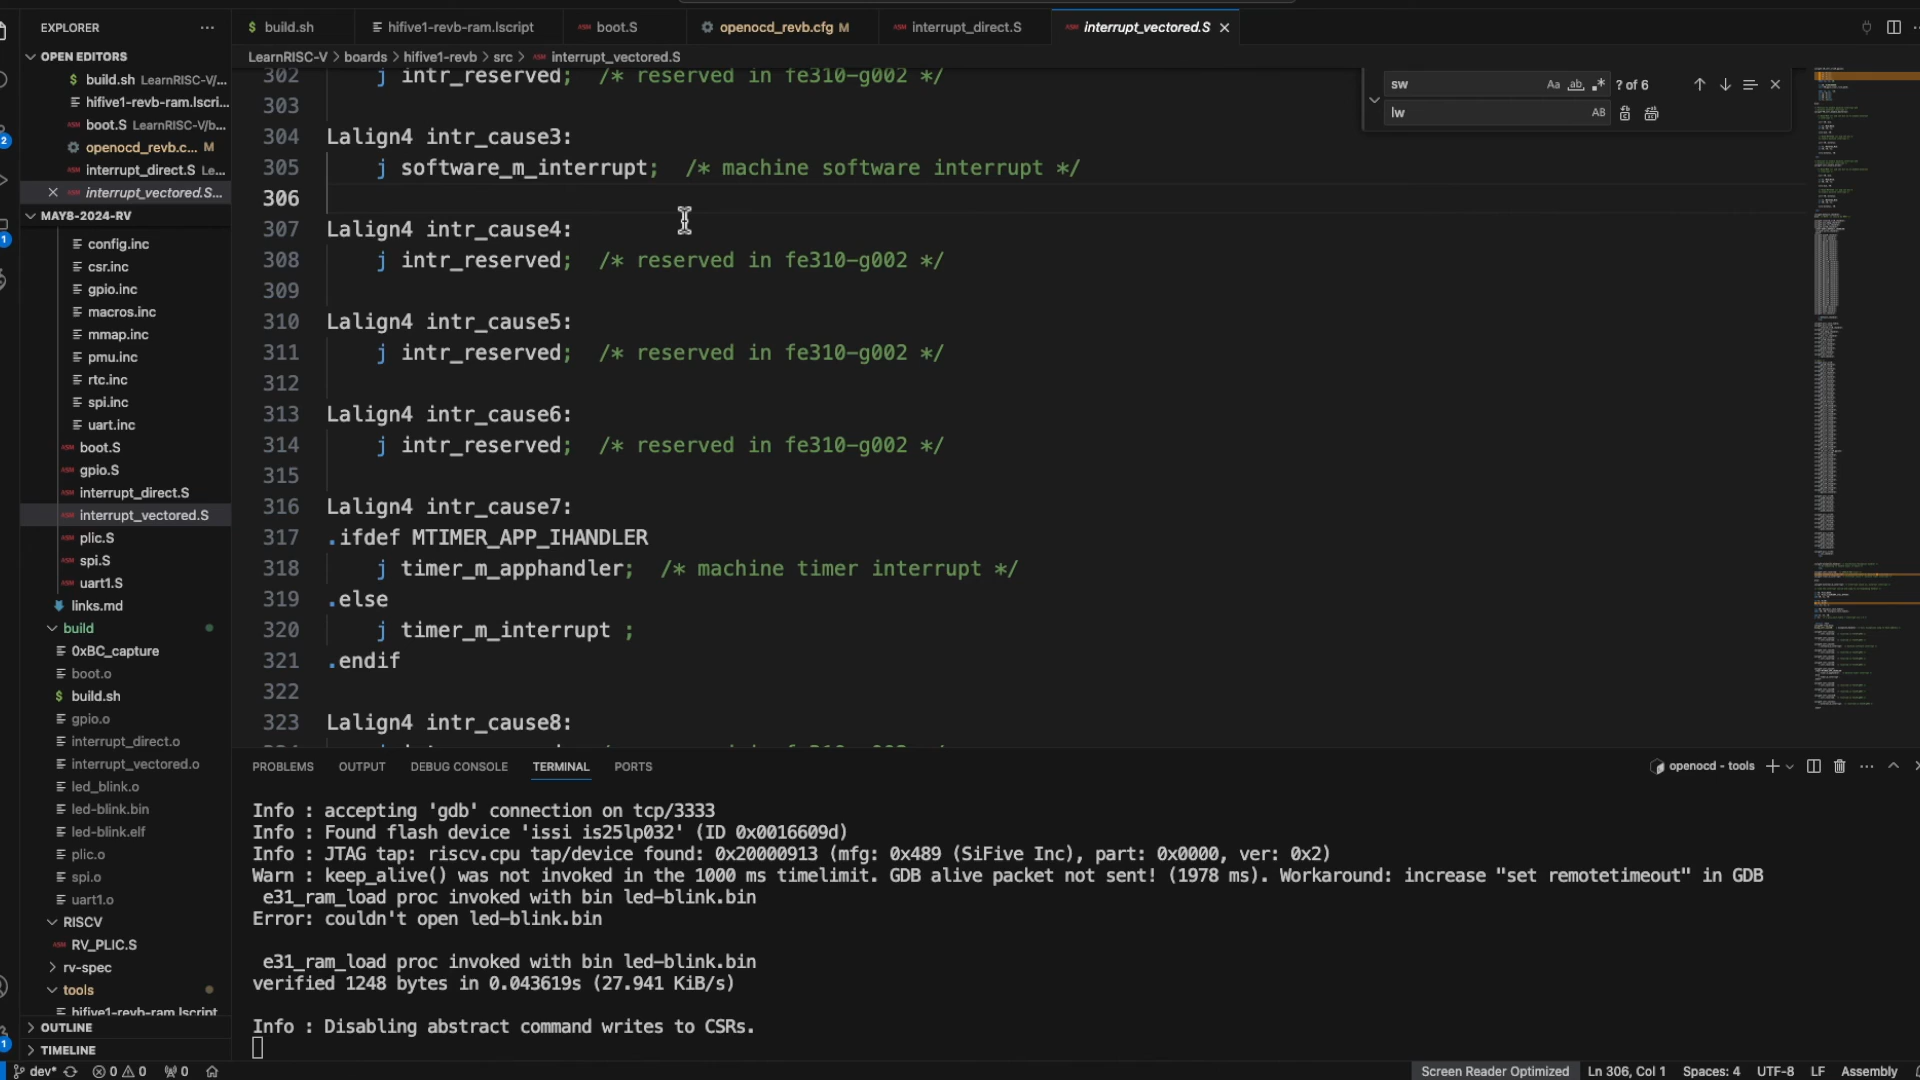 EXPLORER
build.sh
hifive1-revb-ram.lscript
boot.S
openocd_revb.cfg M
interrupt_direct.S
interrupt_vectored.S
OPEN EDITORS
LearnRISC-V > boards > hifive1-revb > src > interrupt_vectored.S
build.sh LearnRISC-V/...
hifive1-revb-ram.lscri...
boot.S LearnRISC-V/b...
openocd_revb.c... M
interrupt_direct.S Le...
interrupt_vectored.S...
MAY8-2024-RV
config.inc
csr.inc
gpio.inc
macros.inc
mmap.inc
pmu.inc
rtc.inc
spi.inc
uart.inc
boot.S
gpio.S
interrupt_direct.S
interrupt_vectored.S
plic.S
spi.S
uart1.S
links.md
build
0xBC_capture
boot.o
build.sh
gpio.o
interrupt_direct.o
interrupt_vectored.o
led_blink.o
led-blink.bin
led-blink.elf
plic.o
spi.o
uart1.o
RISCV
RV_PLIC.S
rv-spec
tools
hifive1-revb-ram.lscript
OUTLINE
TIMELINE
302 j intr_reserved; /* reserved in fe310-g002 */
303
304 Lalign4 intr_cause3:
305 j software_m_interrupt; /* machine software interrupt */
306
307 Lalign4 intr_cause4:
308 j intr_reserved; /* reserved in fe310-g002 */
309
310 Lalign4 intr_cause5:
311 j intr_reserved; /* reserved in fe310-g002 */
312
313 Lalign4 intr_cause6:
314 j intr_reserved; /* reserved in fe310-g002 */
315
316 Lalign4 intr_cause7:
317 .ifdef MTIMER_APP_IHANDLER
318 j timer_m_apphandler; /* machine timer interrupt */
319 .else
320 j timer_m_interrupt ;
321 .endif
322
323 Lalign4 intr_cause8:
sw Aa ab .* ? of 6
lw AB
PROBLEMS OUTPUT DEBUG CONSOLE TERMINAL PORTS
openocd - tools
Info : accepting 'gdb' connection on tcp/3333
Info : Found flash device 'issi is25lp032' (ID 0x0016609d)
Info : JTAG tap: riscv.cpu tap/device found: 0x20000913 (mfg: 0x489 (SiFive Inc), part: 0x0000, ver: 0x2)
Warn : keep_alive() was not invoked in the 1000 ms timelimit. GDB alive packet not sent! (1978 ms). Workaround: increase "set remotetimeout" in GDB
e31_ram_load proc invoked with bin led-blink.bin
Error: couldn't open led-blink.bin
e31_ram_load proc invoked with bin led-blink.bin
verified 1248 bytes in 0.043619s (27.941 KiB/s)
Info : Disabling abstract command writes to CSRs.
dev* 0 0 0
Screen Reader Optimized Ln 306, Col 1 Spaces: 4 UTF-8 LF Assembly
2
1
1